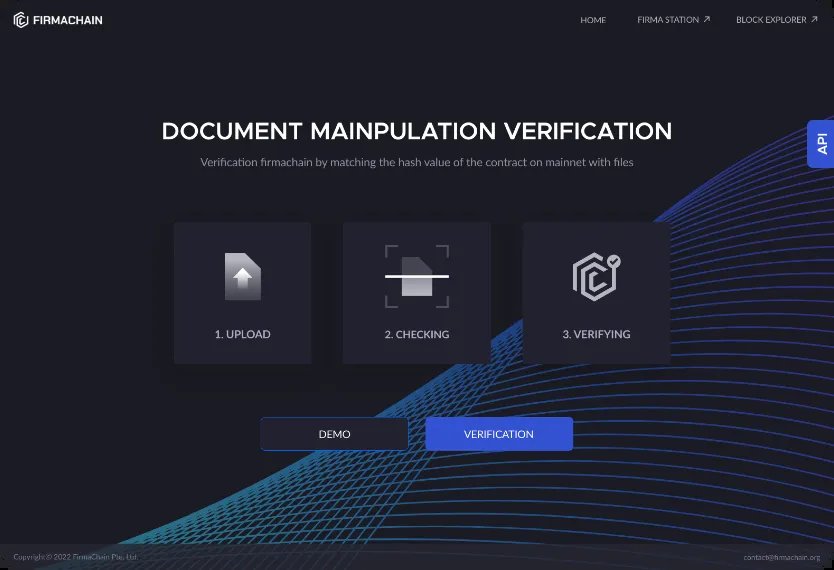 FIRMACHAIN
HOME
FIRMA STATION
BLOCK EXPLORER
DOCUMENT MAINPULATION VERIFICATION
Verification firmachain by matching the hash value of the contract on mainnet with files
API
1. UPLOAD
2. CHECKING
3. VERIFYING
DEMO
VERIFICATION
Copyright© 2022 FirmaChain Pte. Ltd.
contact@firmachain.org